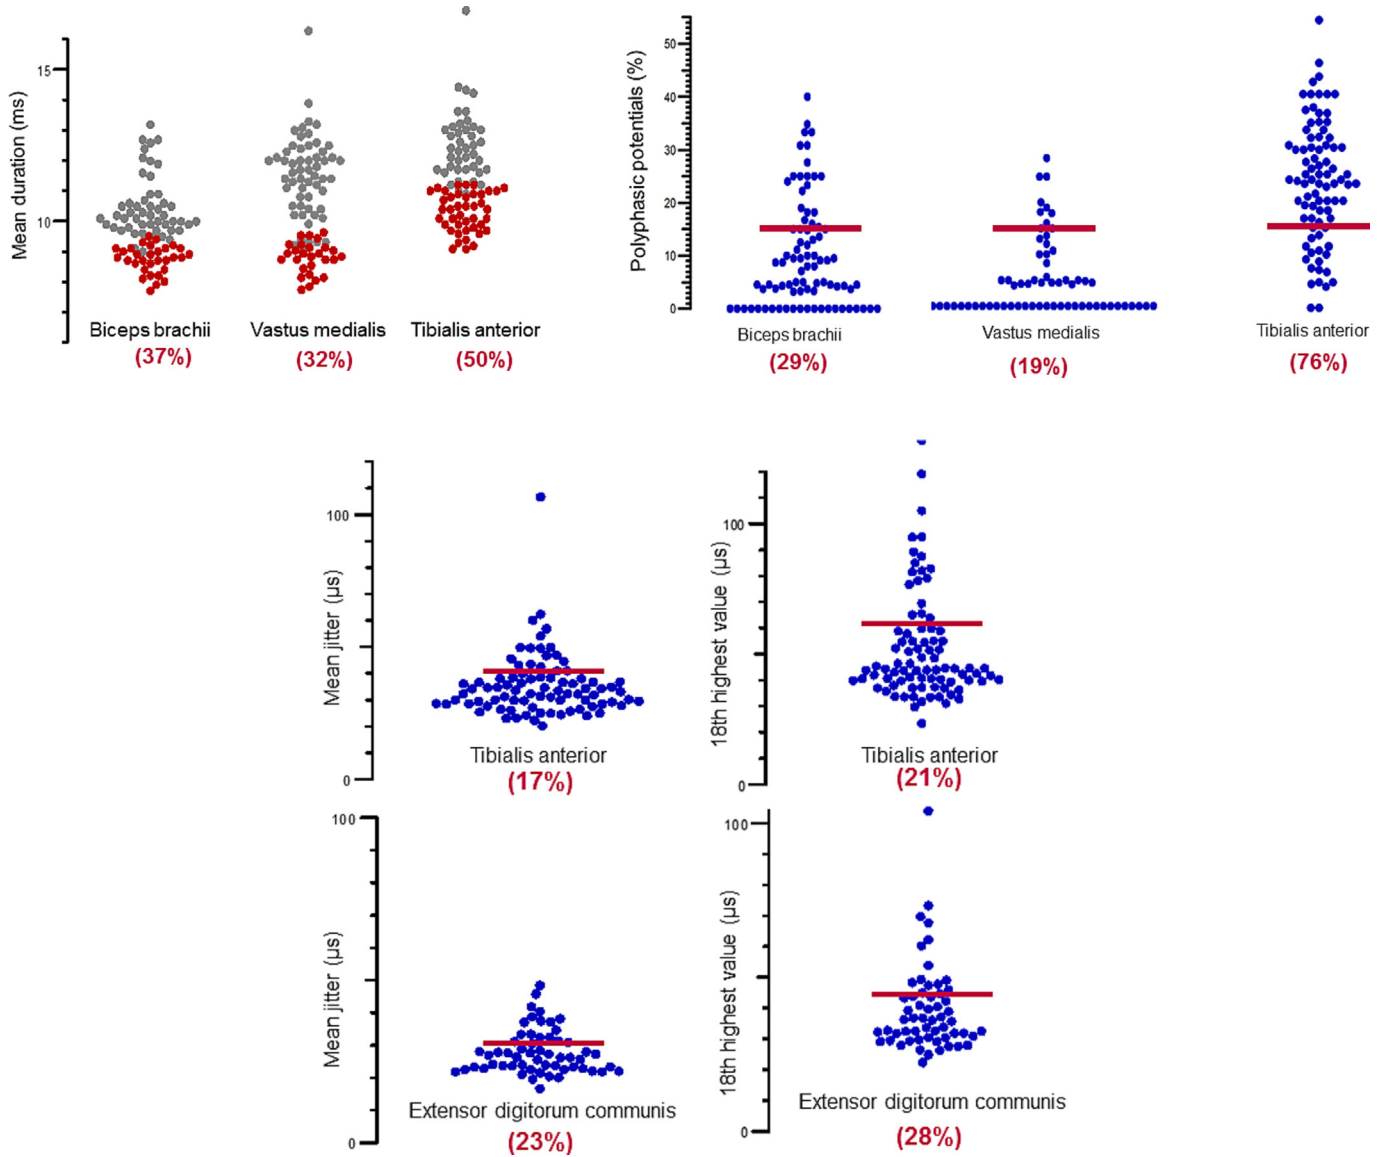 Mean duration (ms)
15
10
Biceps brachii
(37%)
Vastus medialis
(32%)
Tibialis anterior
(50%)
Polyphasic potentials (%)
50
40
30
20
10
0
Biceps brachii
(29%)
Vastus medialis
(19%)
Tibialis anterior
(76%)
Mean jitter (µs)
100
0
Tibialis anterior
(17%)
18th highest value (µs)
100
0
Tibialis anterior
(21%)
Mean jitter (µs)
100
0
Extensor digitorum communis
(23%)
18th highest value (µs)
100
0
Extensor digitorum communis
(28%)